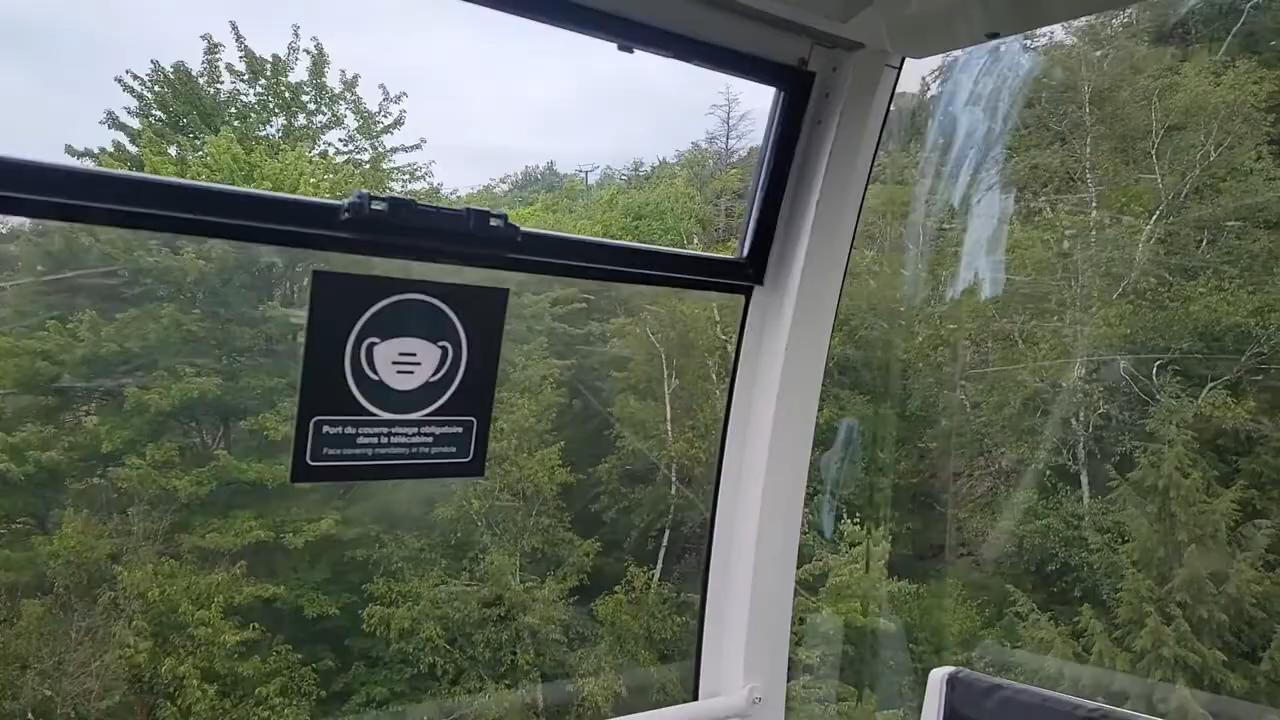 Port du couvre-visage obligatoire
dans la télécabine
Face covering mandatory in the gondola